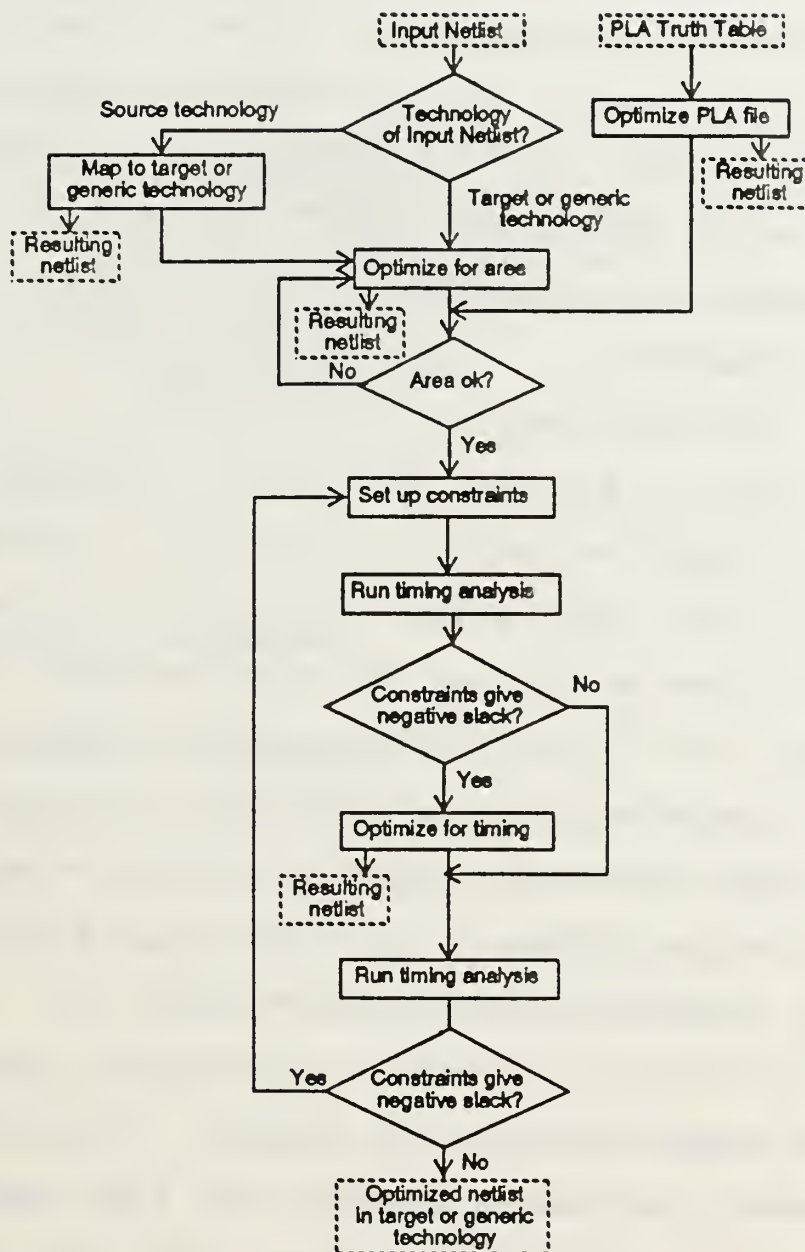 Input Netlist
PLA Truth Table
Source technology
Technology
of Input Netlist?
Optimize PLA file
Map to target or
generic technology
Resulting
netlist
Target or generic
technology
Resulting
netlist
Optimize for area
Resulting
netlist
No
Area ok?
Yes
Set up constraints
Run timing analysis
Constraints give
negative slack?
No
Yes
Optimize for timing
Resulting
netlist
Run timing analysis
Yes
Constraints give
negative slack?
No
Optimized netlist
in target or generic
technology